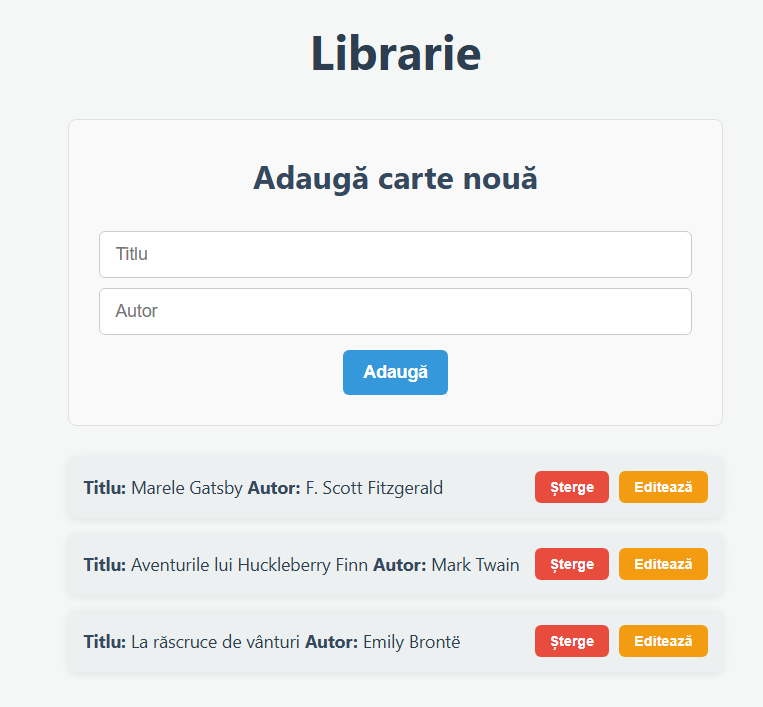 Librarie
Adaugă carte nouă
Titlu
Autor
Adaugă
Titlu: Marele Gatsby Autor: F. Scott Fitzgerald Șterge Editează
Titlu: Aventurile lui Huckleberry Finn Autor: Mark Twain Șterge Editează
Titlu: La răscruce de vânturi Autor: Emily Brontë Șterge Editează